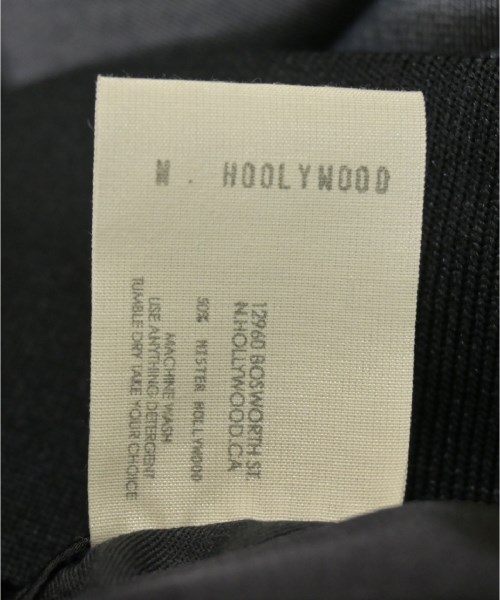 N . HOOLYWOOD
12960 BOSWORTH ST.
N.HOLLYWOOD.CA
50% MISTER HOLLYWOOD
MACHINE WASH
USE ANYTHING DETERGENT
TUMBLE DRY TAKE YOUR CHOICE